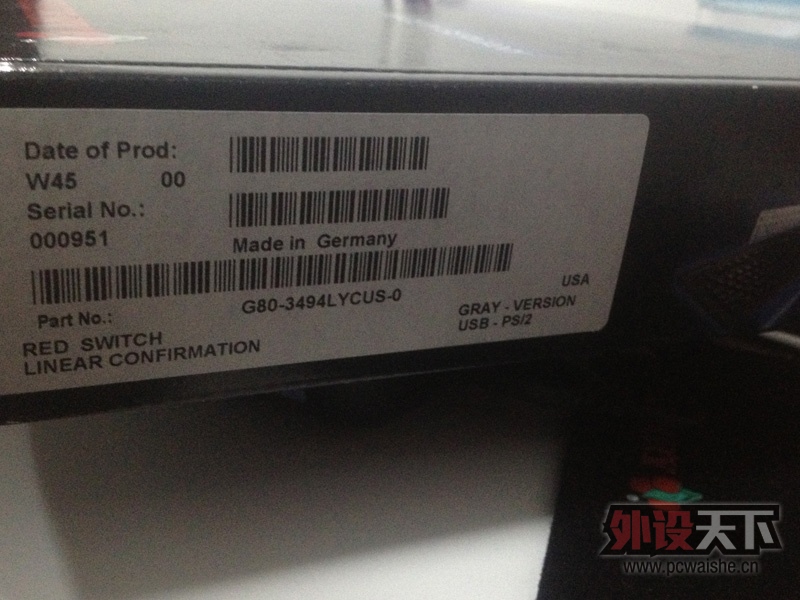 Date of Prod:
W45 00
Serial No.:
000951
Made in Germany
Part No.: G80-3494LYCUS-0
USA
GRAY - VERSION
USB - PS/2
RED SWITCH
LINEAR CONFIRMATION
外设天下
www.pcwaishe.cn